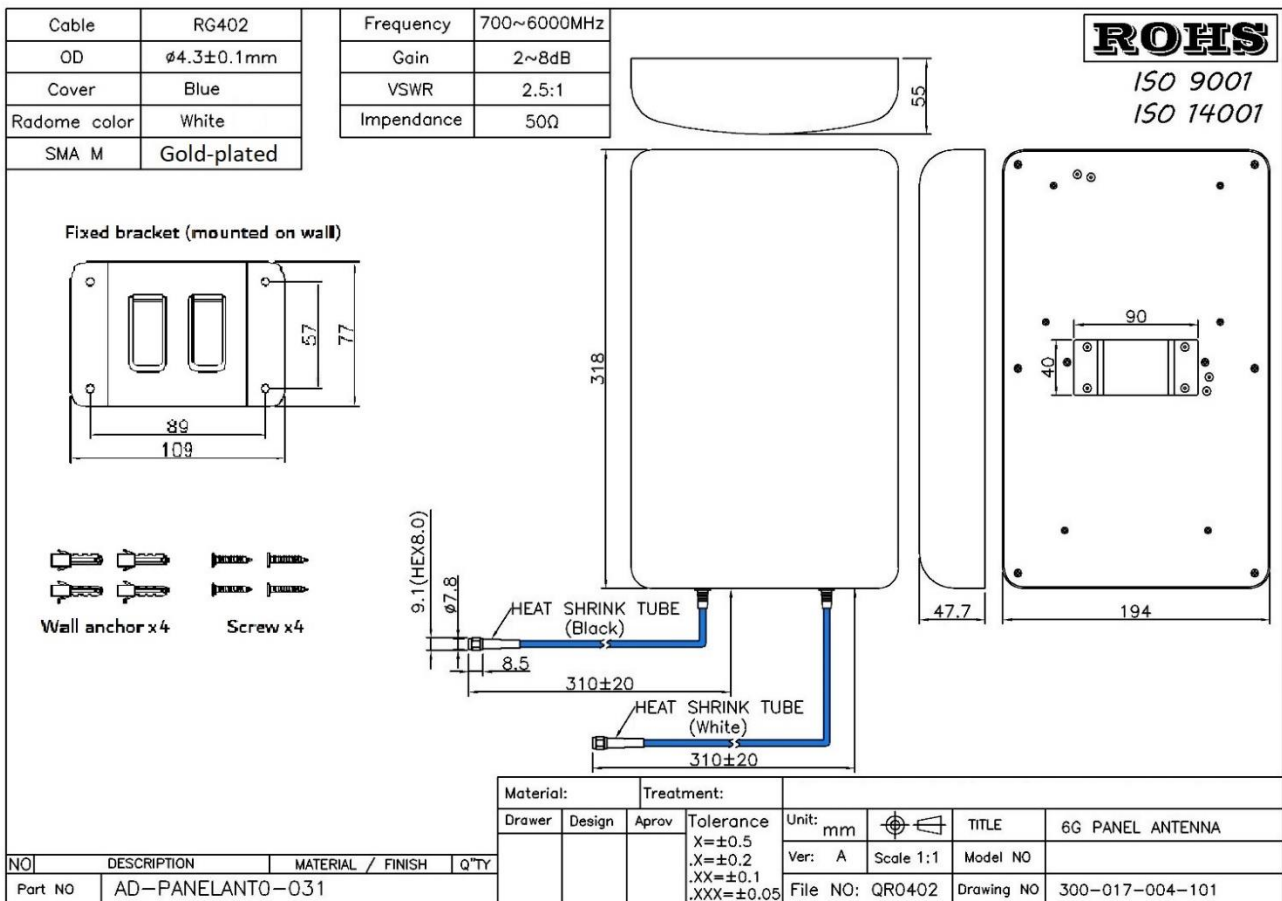 Cable RG402
OD ø4.3±0.1mm
Cover Blue
Radome color White
SMA M Gold-plated
Frequency 700~6000MHz
Gain 2~8dB
VSWR 2.5:1
Impendance 50Ω
ROHS
ISO 9001
ISO 14001
55
Fixed bracket (mounted on wall)
57
77
89
109
318
90
40
47.7
194
Wall anchor x4
Screw x4
9.1(HEX8.0)
ø7.8
HEAT SHRINK TUBE
(Black)
8.5
310±20
HEAT SHRINK TUBE
(White)
310±20
Material: Treatment:
Drawer Design Aprov Tolerance
X=±0.5
.X=±0.2
.XX=±0.1
.XXX=±0.05
Unit: mm TITLE 6G PANEL ANTENNA
Ver: A Scale 1:1 Model NO
File NO: QR0402 Drawing NO 300-017-004-101
NO DESCRIPTION MATERIAL / FINISH Q'TY
Part NO AD-PANELANTO-031